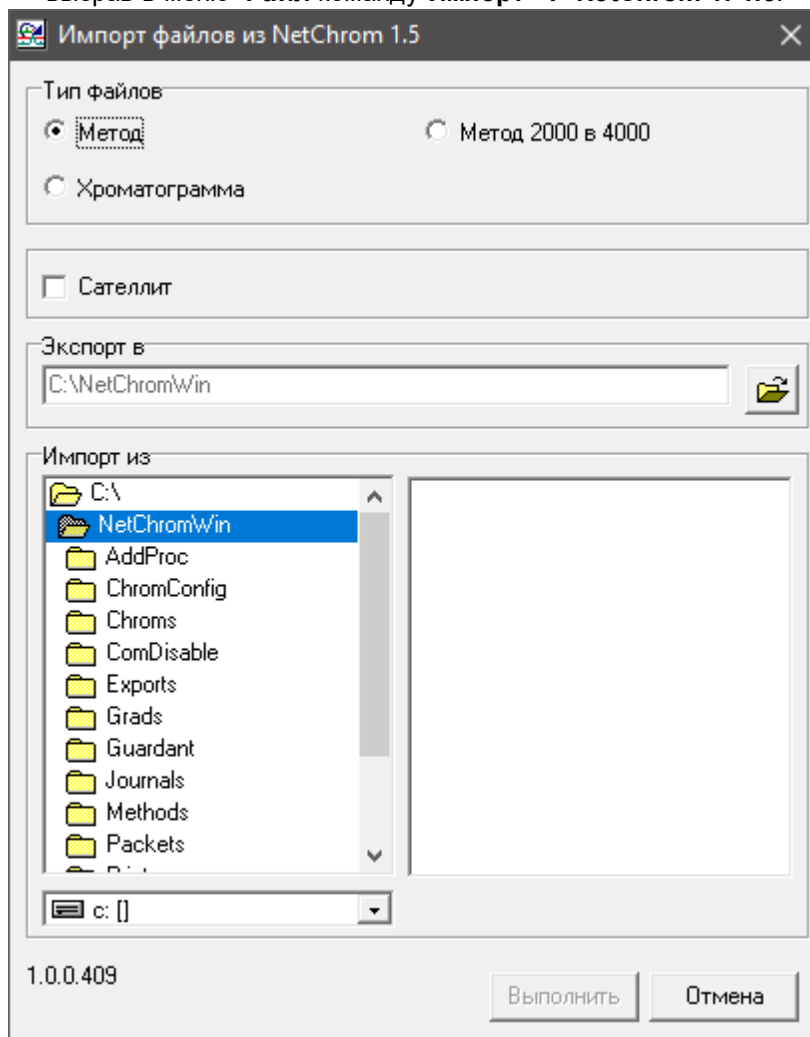 Импорт файлов из NetChrom 1.5
Тип файлов
Метод
Метод 2000 в 4000
Хроматограмма
Сателлит
Экспорт в
C:\NetChromWin
Импорт из
C:\
NetChromWin
AddProc
ChromConfig
Chroms
ComDisable
Exports
Grads
Guardant
Journals
Methods
Packets
c: []
1.0.0.409
Выполнить
Отмена